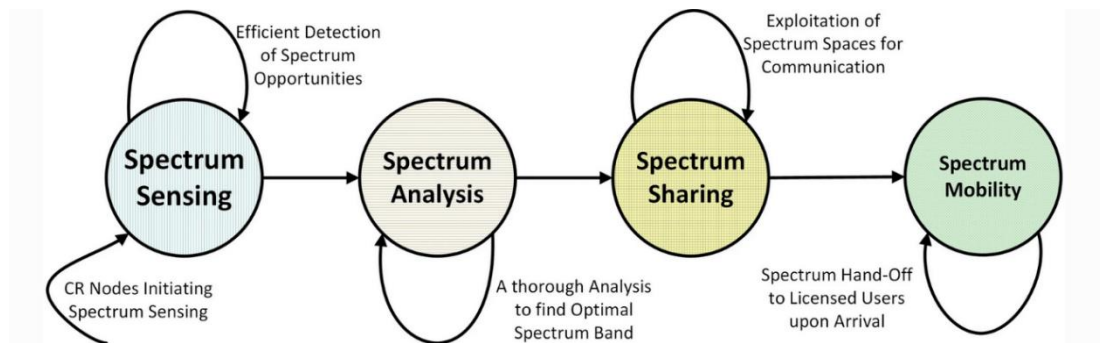 Efficient Detection
of Spectrum
Opportunities
Exploitation of
Spectrum Spaces for
Communication
Spectrum
Sensing
Spectrum
Analysis
Spectrum
Sharing
Spectrum
Mobility
CR Nodes Initiating
Spectrum Sensing
A thorough Analysis
to find Optimal
Spectrum Band
Spectrum Hand-Off
to Licensed Users
upon Arrival